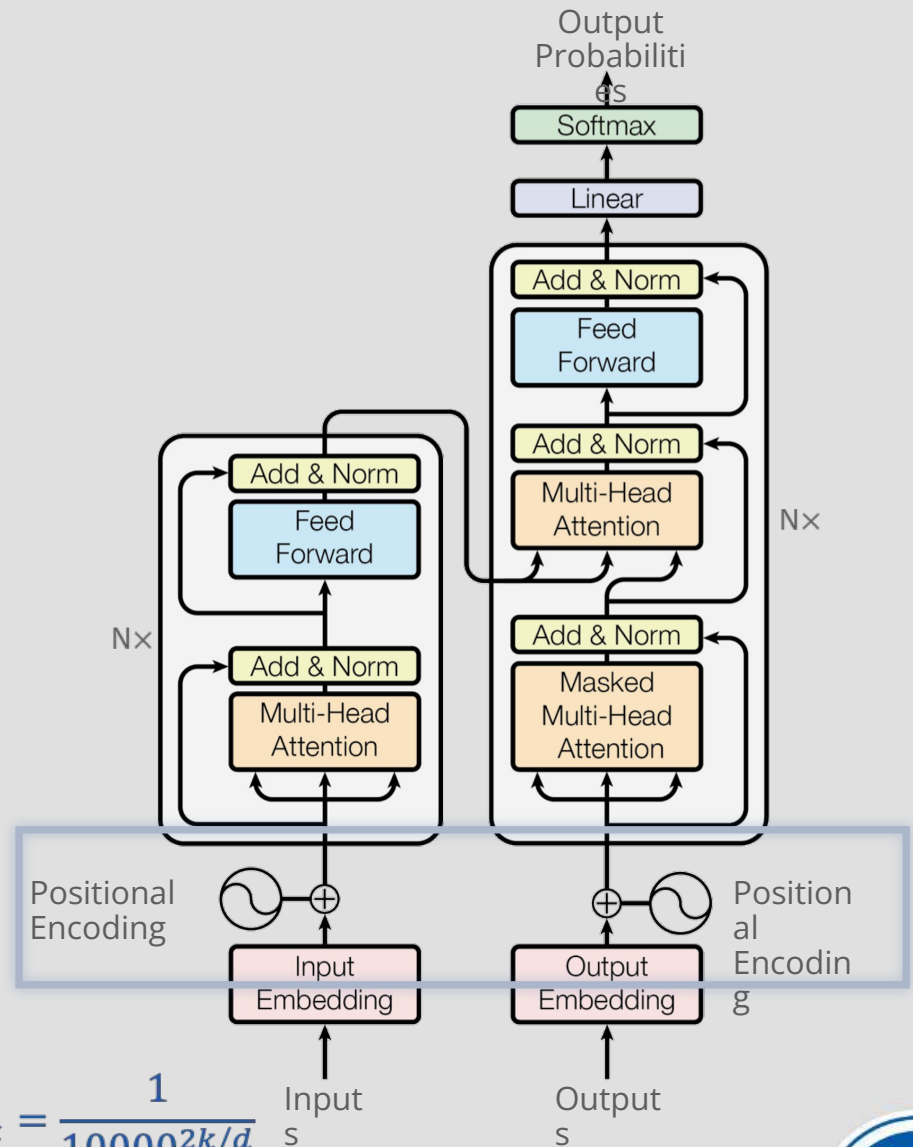 Output
Probabiliti
es
Softmax
Linear
Add & Norm
Feed
Forward
Add & Norm
Multi-Head
Attention
N×
Add & Norm
Masked
Multi-Head
Attention
Add & Norm
Feed
Forward
N×
Add & Norm
Multi-Head
Attention
Positional
Encoding
Position
al
Encodin
g
Input
Embedding
Output
Embedding
Input
s
Output
s
= 1
10000^{2k/d}